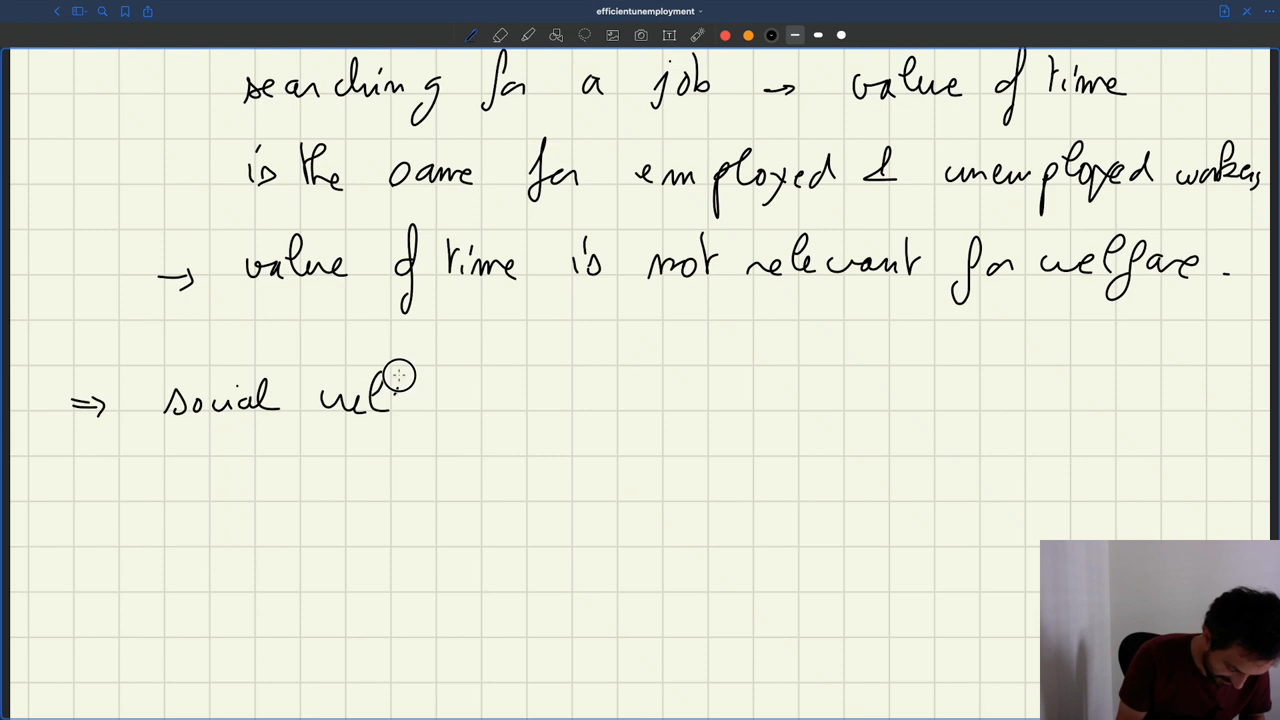 efficientunemployment
searching for a job → value of time
is the same for employed & unemployed workers
→ value of time is not relevant for welfare.
⇒ social wel